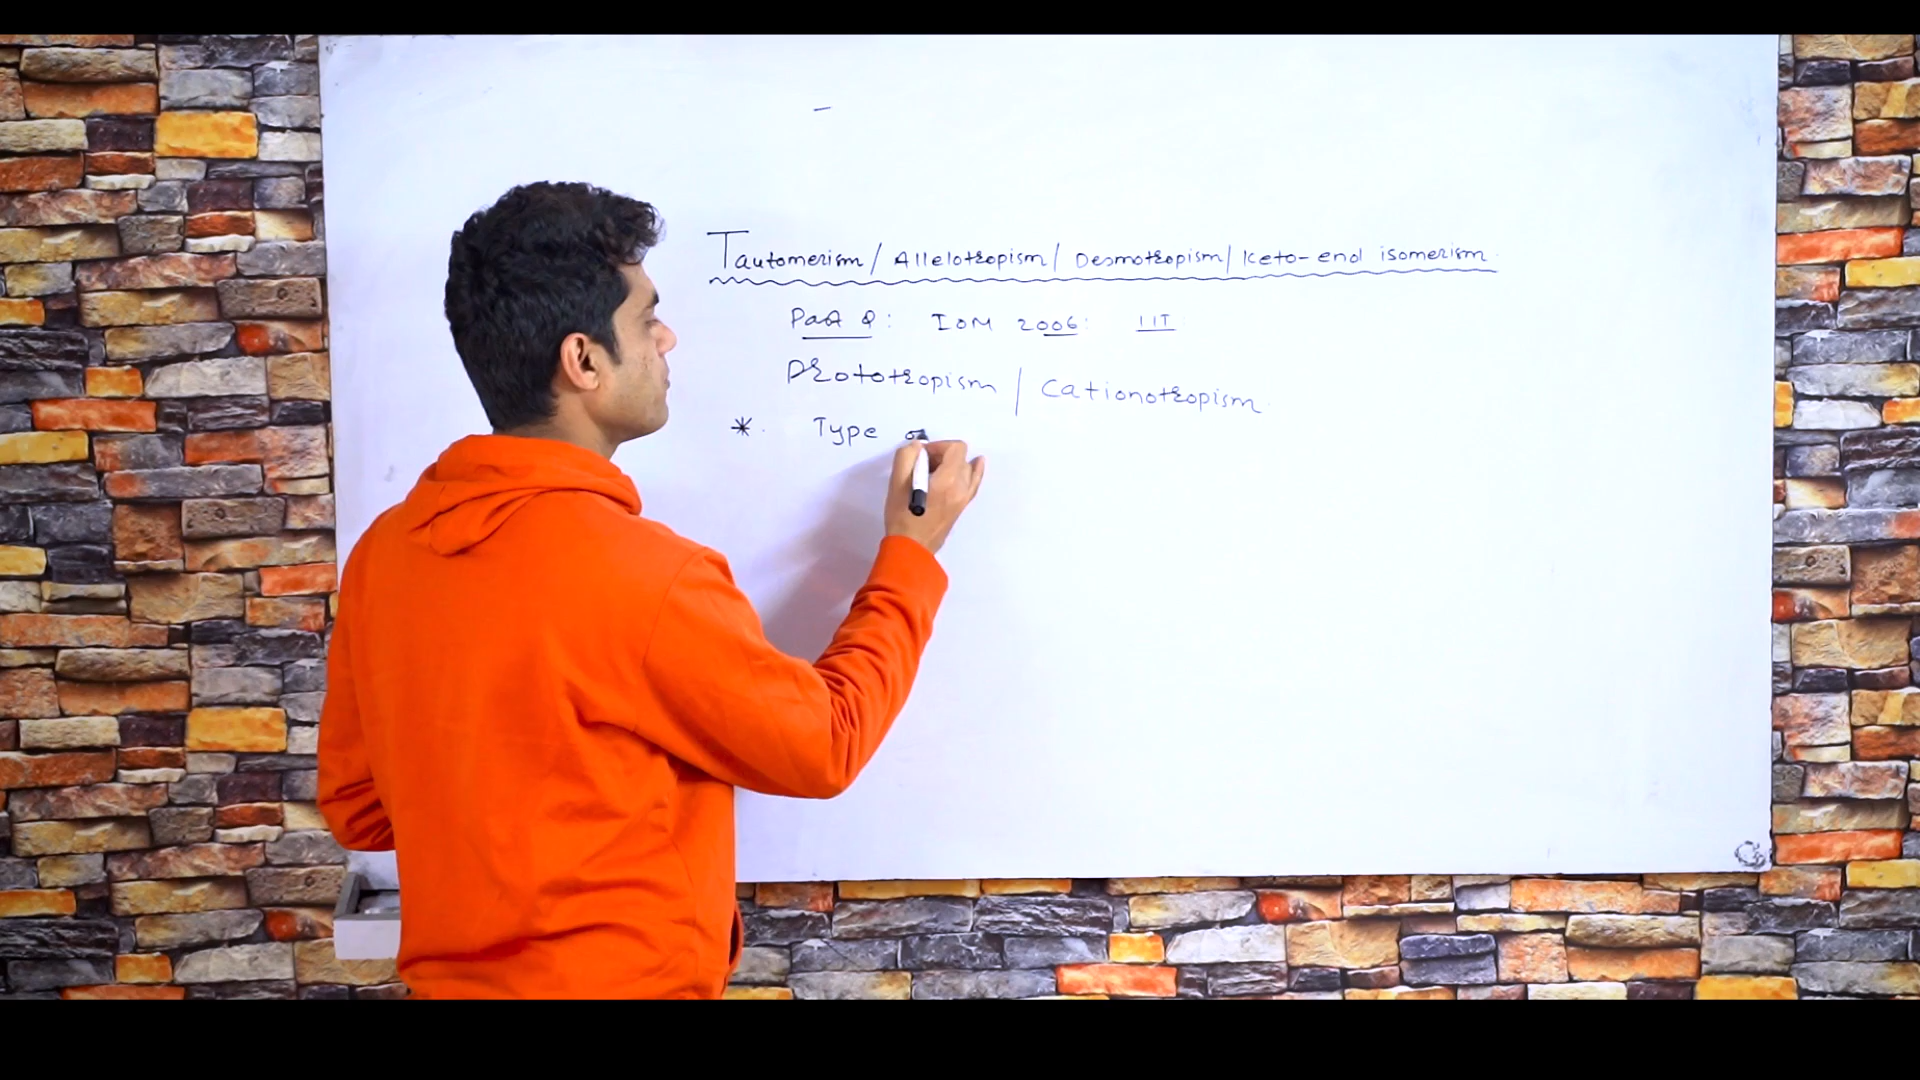 Tautomerism / Allelotropism / Desmotropism / Keto-enol isomerism.
Past Q: IOM 2006: IIT
Prototropism / Cationotropism
* Type o